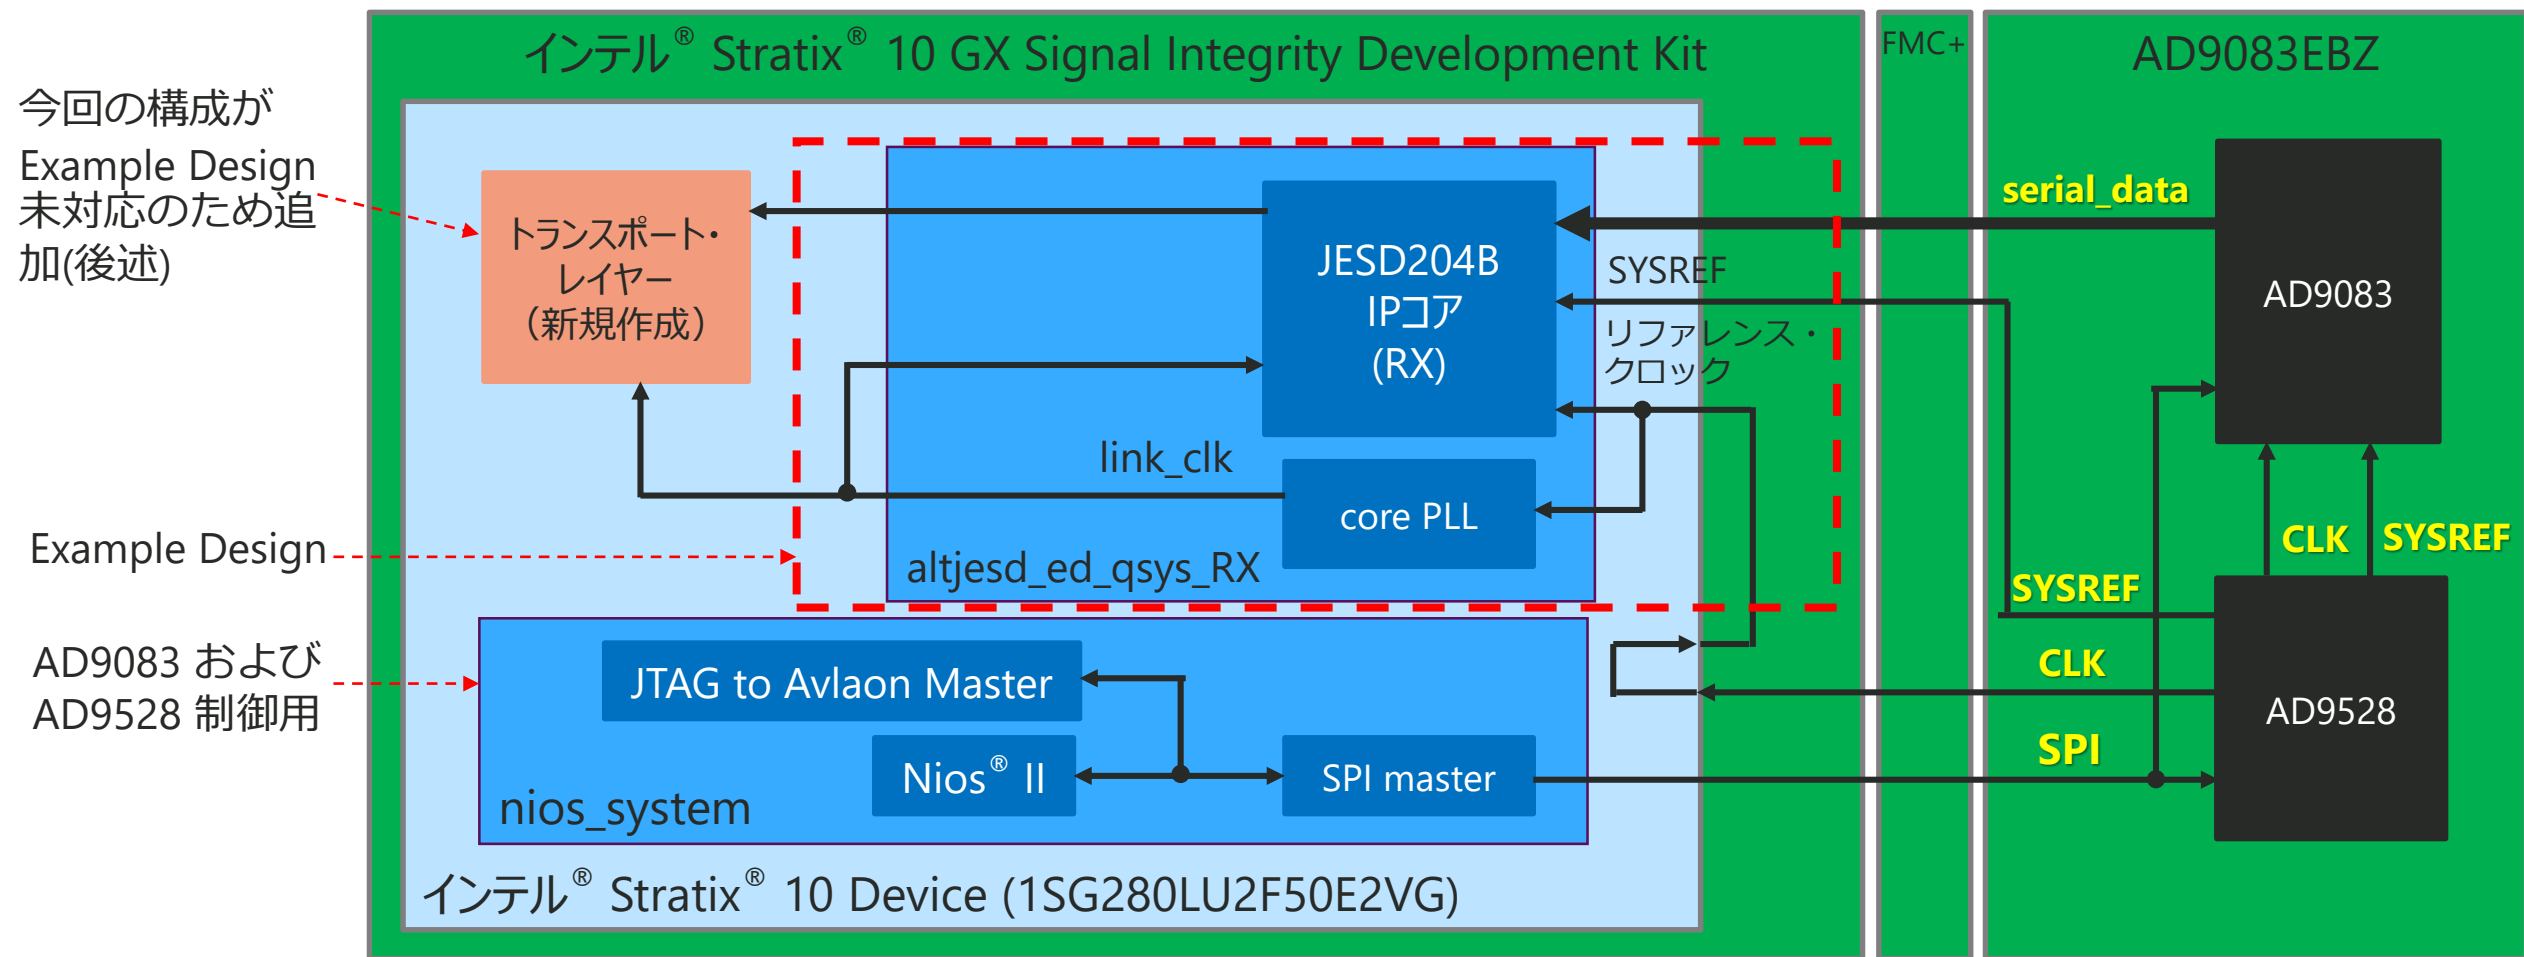 インテル® Stratix® 10 GX Signal Integrity Development Kit
FMC+
AD9083EBZ
今回の構成が
Example Design
未対応のため追
加(後述)
トランスポート・
レイヤー
（新規作成）
JESD204B
IPコア
(RX)
serial_data
SYSREF
リファレンス・
クロック
AD9083
link_clk
core PLL
altjesd_ed_qsys_RX
Example Design
CLK
SYSREF
SYSREF
CLK
SPI
AD9528
AD9083 および
AD9528 制御用
JTAG to Avlaon Master
Nios® II
SPI master
nios_system
インテル® Stratix® 10 Device (1SG280LU2F50E2VG)